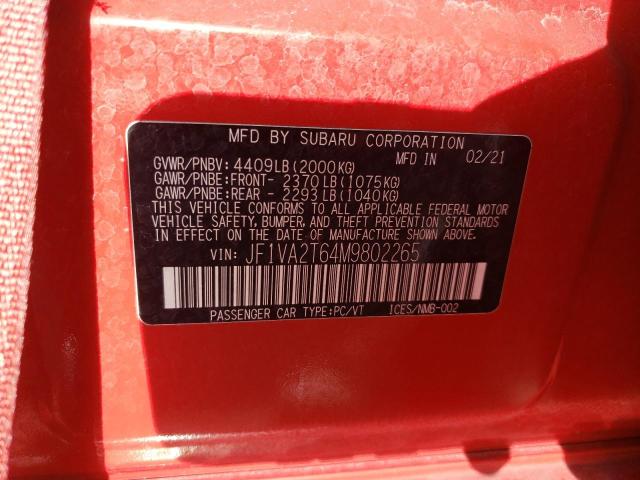 MFD BY SUBARU CORPORATION
GVWR/PNBV: 4409LB(2000KG) MFD IN 02/21
GAWR/PNBE:FRONT- 2370LB(1075KG)
GAWR/PNBE:REAR - 2293LB(1040KG)
THIS VEHICLE CONFORMS TO ALL APPLICABLE FEDERAL MOTOR
VEHICLE SAFETY, BUMPER, AND THEFT PREVENTION STANDARDS
IN EFFECT ON THE DATE OF MANUFACTURE SHOWN ABOVE.
VIN: JF1VA2T64M9802265
PASSENGER CAR TYPE:PC/VT ICES/NMB-002